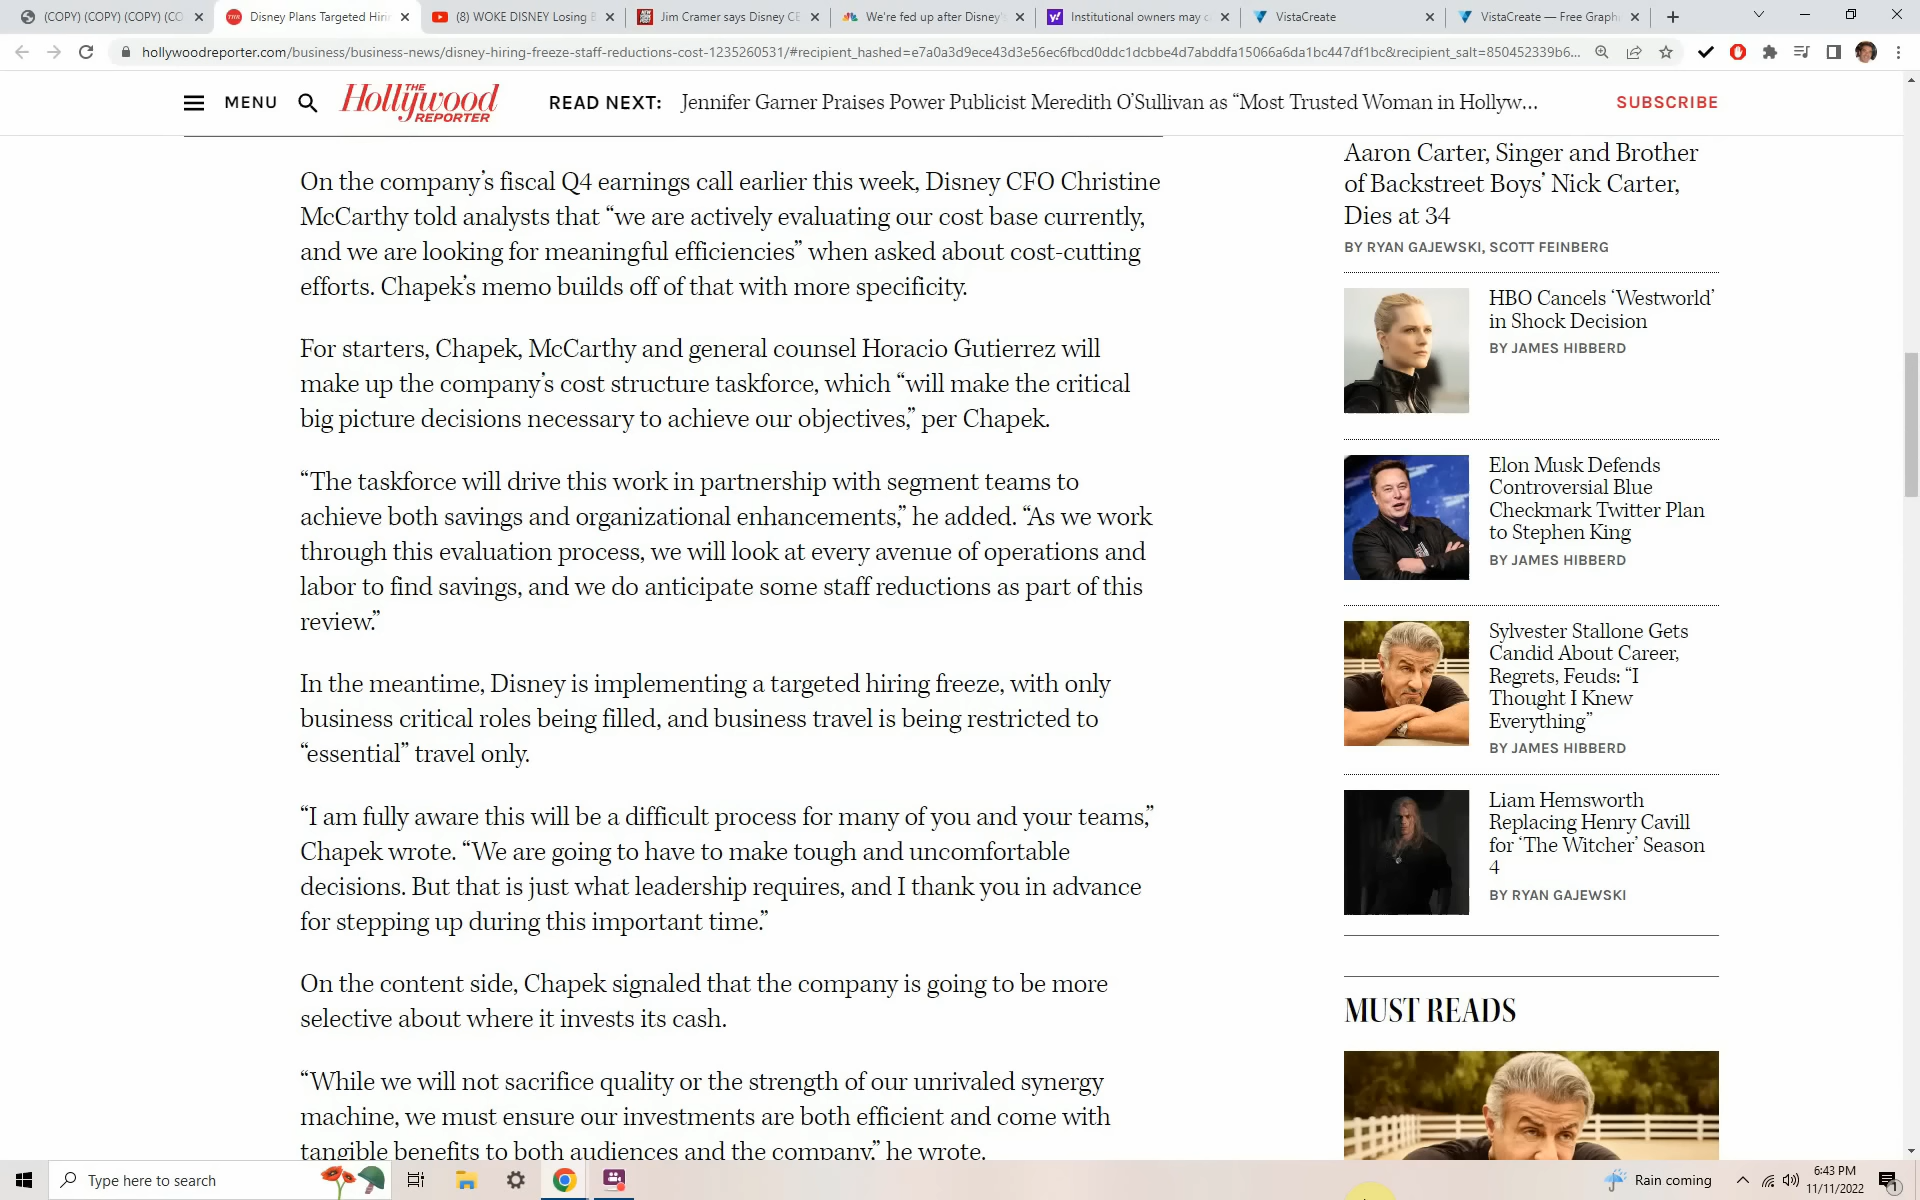 (COPY) (COPY) (COPY) (CO
Disney Plans Targeted Hiri
(8) WOKE DISNEY Losing B
Jim Cramer says Disney CE
We're fed up after Disney's
Institutional owners may c
VistaCreate
VistaCreate — Free Graph
hollywoodreporter.com/business/business-news/disney-hiring-freeze-staff-reductions-cost-1235260531/#recipient_hashed=e7a0a3d9ece43d3e56ec6fbcd0ddc1dcbbe4d7abddfa15066a6da1bc447df1bc&recipient_salt=850452339b6...
MENU
THE Hollywood REPORTER
READ NEXT: Jennifer Garner Praises Power Publicist Meredith O'Sullivan as “Most Trusted Woman in Hollyw...
SUBSCRIBE
On the company’s fiscal Q4 earnings call earlier this week, Disney CFO Christine
McCarthy told analysts that “we are actively evaluating our cost base currently,
and we are looking for meaningful efficiencies” when asked about cost-cutting
efforts. Chapek’s memo builds off of that with more specificity.
For starters, Chapek, McCarthy and general counsel Horacio Gutierrez will
make up the company’s cost structure taskforce, which “will make the critical
big picture decisions necessary to achieve our objectives,” per Chapek.
“The taskforce will drive this work in partnership with segment teams to
achieve both savings and organizational enhancements,” he added. “As we work
through this evaluation process, we will look at every avenue of operations and
labor to find savings, and we do anticipate some staff reductions as part of this
review.”
In the meantime, Disney is implementing a targeted hiring freeze, with only
business critical roles being filled, and business travel is being restricted to
“essential” travel only.
“I am fully aware this will be a difficult process for many of you and your teams,”
Chapek wrote. “We are going to have to make tough and uncomfortable
decisions. But that is just what leadership requires, and I thank you in advance
for stepping up during this important time.”
On the content side, Chapek signaled that the company is going to be more
selective about where it invests its cash.
“While we will not sacrifice quality or the strength of our unrivaled synergy
machine, we must ensure our investments are both efficient and come with
tangible benefits to both audiences and the company,” he wrote.
Aaron Carter, Singer and Brother
of Backstreet Boys’ Nick Carter,
Dies at 34
BY RYAN GAJEWSKI, SCOTT FEINBERG
HBO Cancels ‘Westworld’
in Shock Decision
BY JAMES HIBBERD
Elon Musk Defends
Controversial Blue
Checkmark Twitter Plan
to Stephen King
BY JAMES HIBBERD
Sylvester Stallone Gets
Candid About Career,
Regrets, Feuds: “I
Thought I Knew
Everything”
BY JAMES HIBBERD
Liam Hemsworth
Replacing Henry Cavill
for ‘The Witcher’ Season
4
BY RYAN GAJEWSKI
MUST READS
Type here to search
Rain coming
6:43 PM
11/11/2022
1